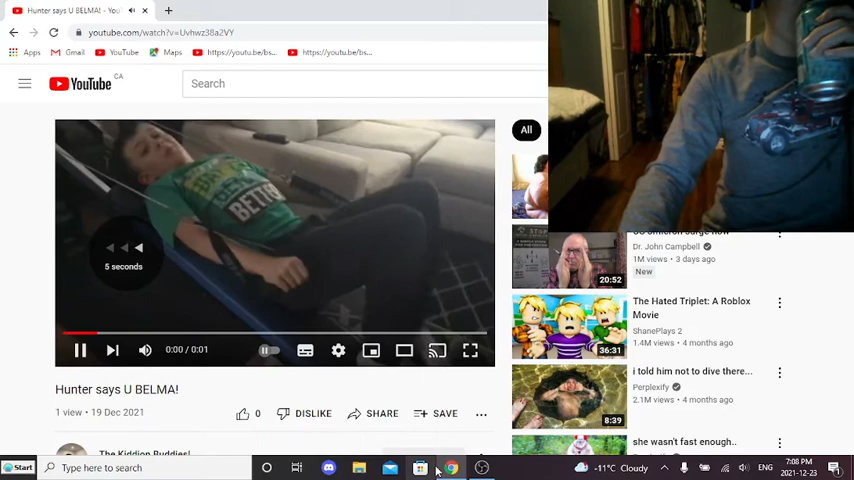 Hunter says U BELMA! - You
youtube.com/watch?v=Uvhwz38a2VY
Apps
Gmail
YouTube
Maps
https://youtu.be/bs...
https://youtu.be/bs...
YouTube CA
Search
All
BETTER
5 seconds
0:00 / 0:01
Hunter says U BELMA!
1 view • 19 Dec 2021
0
DISLIKE
SHARE
SAVE
The Kiddion Buddies!
Dr. John Campbell
1M views • 3 days ago
New
20:52
The Hated Triplet: A Roblox
Movie
ShanePlays 2
1.4M views • 4 months ago
36:31
i told him not to dive there...
Perplexify
2.1M views • 4 months ago
8:39
she wasn't fast enough..
Start
Type here to search
-11°C Cloudy
ENG
7:08 PM
2021-12-23
1